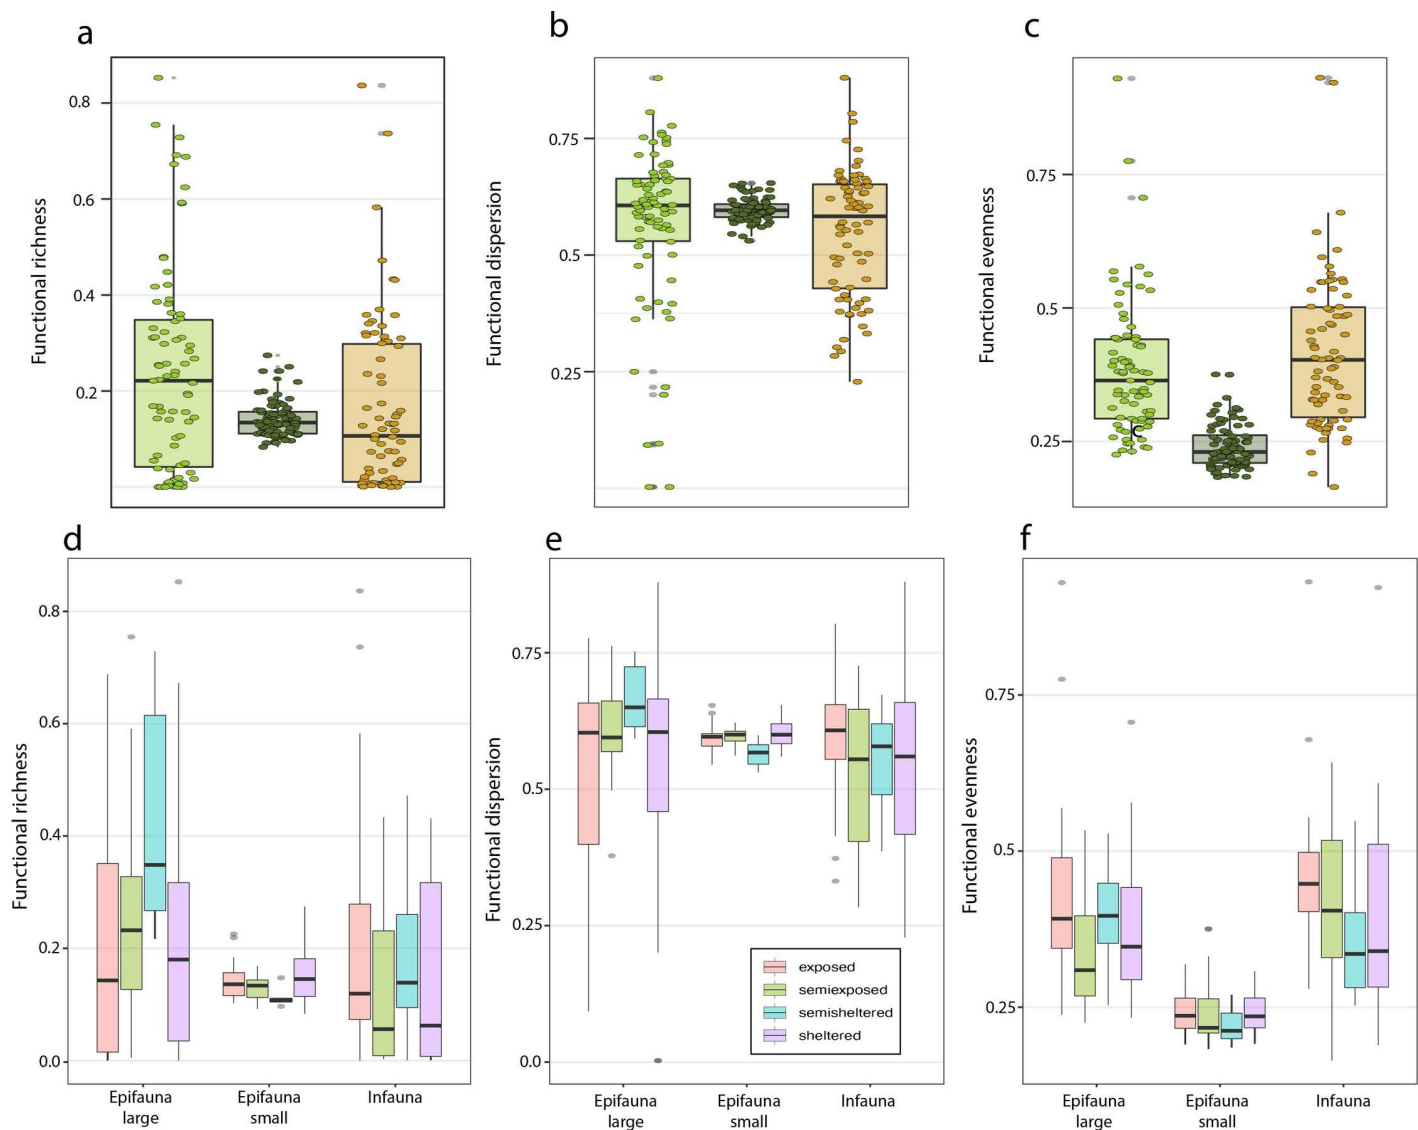 a
Functional richness
0.8
0.6
0.4
0.2
b
Functional dispersion
0.75
0.5
0.25
c
Functional evenness
0.75
0.5
0.25
C
d
Functional richness
0.8
0.6
0.4
0.2
0.0
Epifauna
large
Epifauna
small
Infauna
e
Functional dispersion
0.75
0.5
0.25
0.0
exposed
semiexposed
semisheltered
sheltered
Epifauna
large
Epifauna
small
Infauna
f
Functional evenness
0.75
0.5
0.25
Epifauna
large
Epifauna
small
Infauna